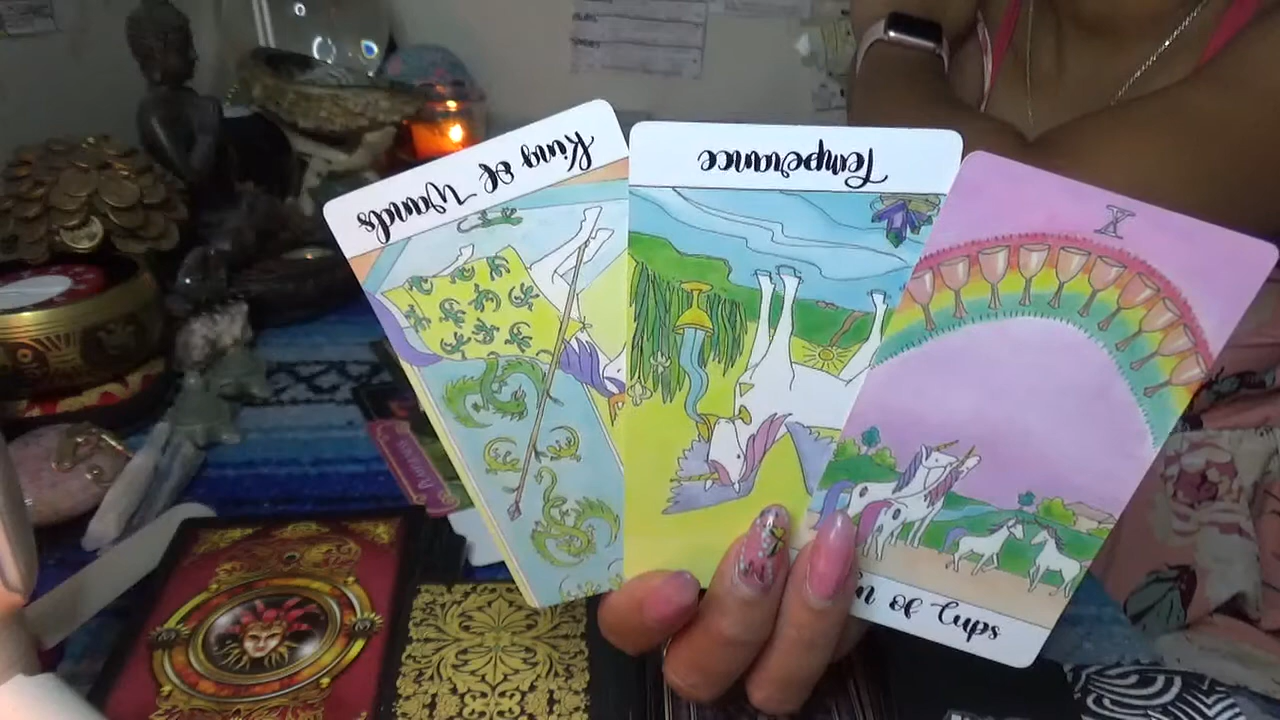 King of Wands
Temperance
X
of Cups